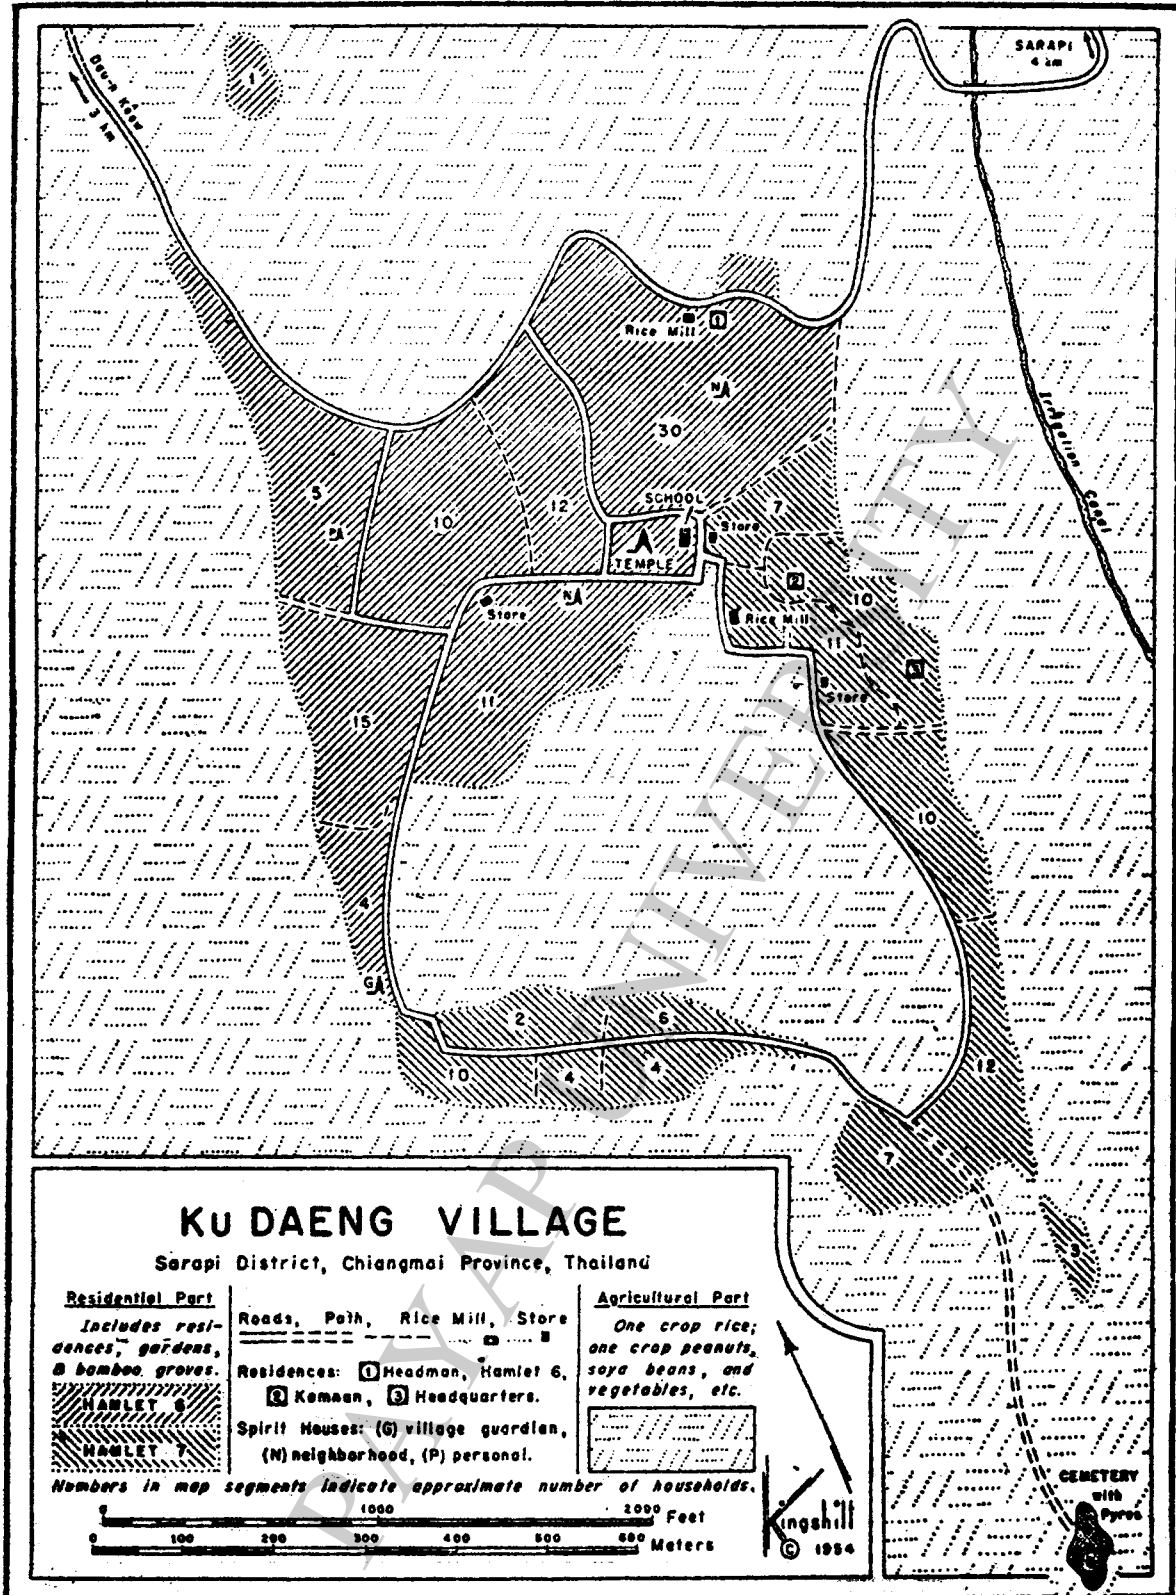 SARAPI
4 km
1
3 km
Rice Mill
1
N
30
5
SCHOOL
7
Store
10
12
P
TEMPLE
2
10
N
Store
Rice Mill
11
3
Store
15
11
10
4
G
2
6
10
4
4
12
7
3
Irrigation
Canal
KU DAENG VILLAGE
Sarapi District, Chiangmai Province, Thailand
Residential Part
Includes resi-
dences, gardens,
& bamboo groves.
HAMLET 6
HAMLET 7
Roads, Path, Rice Mill, Store
Residences: 1 Headman, Hamlet 6,
2 Kamnan, 3 Headquarters.
Spirit Houses: (G) village guardian,
(N) neighborhood, (P) personal.
Agricultural Part
One crop rice;
one crop peanuts,
soya beans, and
vegetables, etc.
Numbers in map segments indicate approximate number of households.
0 1000 2000 Feet
0 100 200 300 400 500 600 Meters
Kingshill
© 1954
CEMETERY
with
Pyres
PAYAP UNIVERSITY